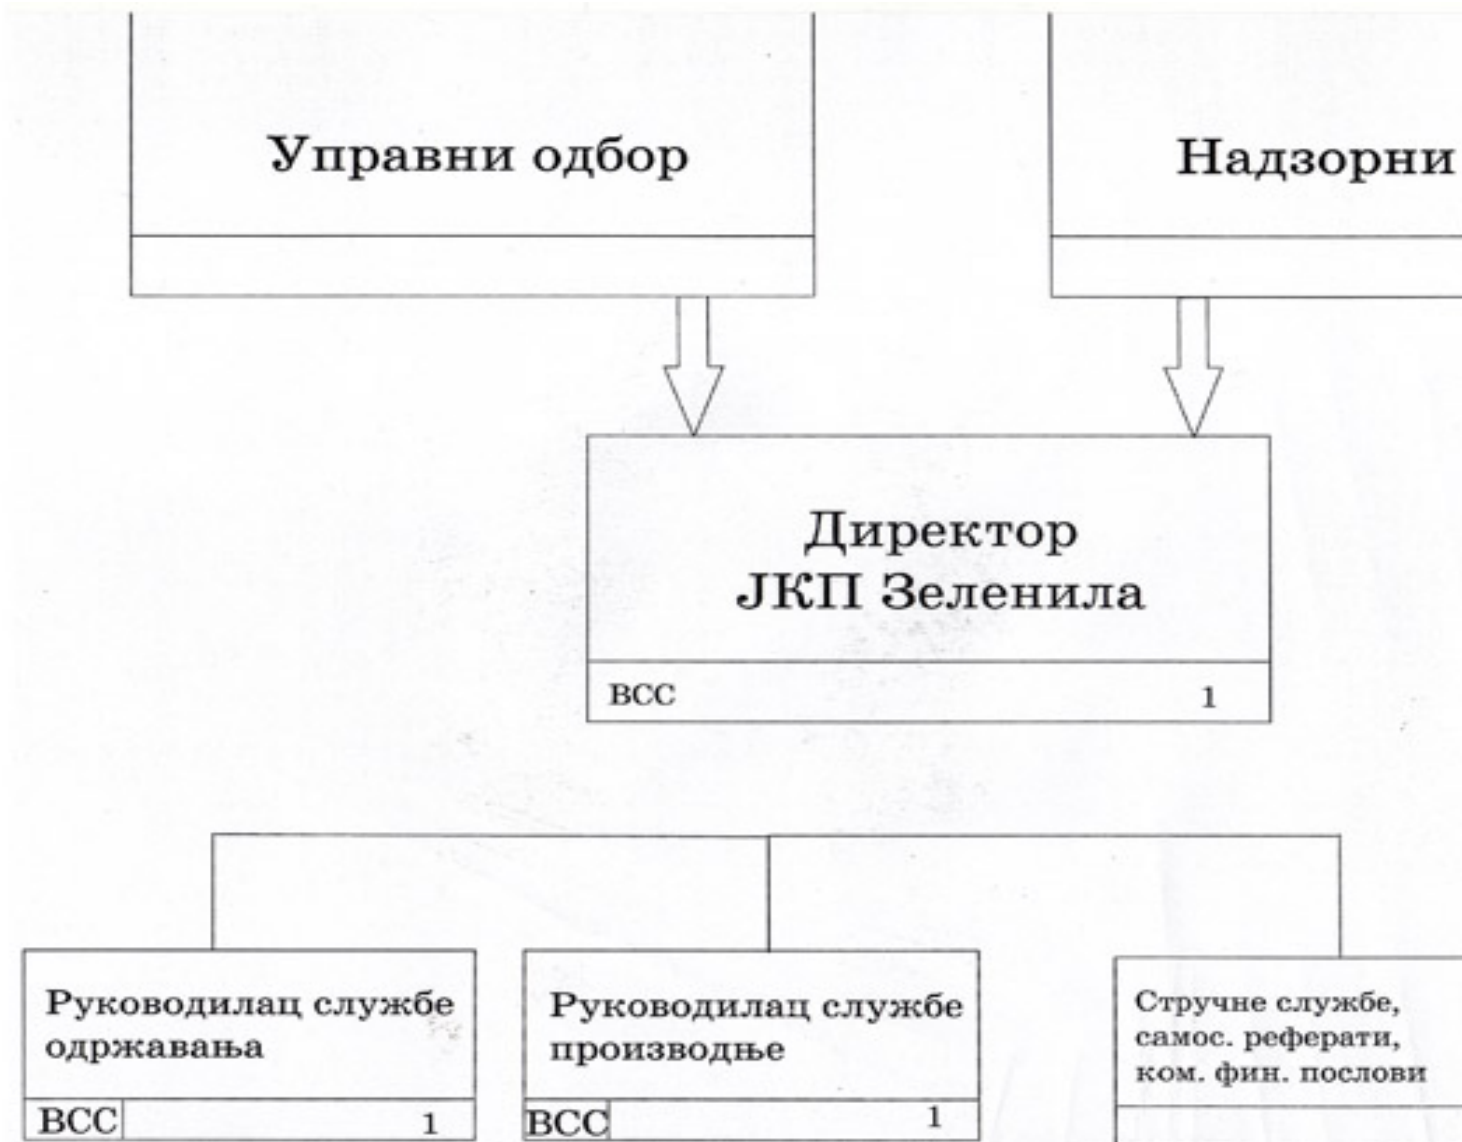 Управни одбор
Надзорни
Директор
ЈКП Зеленила
ВСС 1
Руководилац службе
одржавања
ВСС 1
Руководилац службе
производње
ВСС 1
Стручне службе,
самос. реферати,
ком. фин. послови